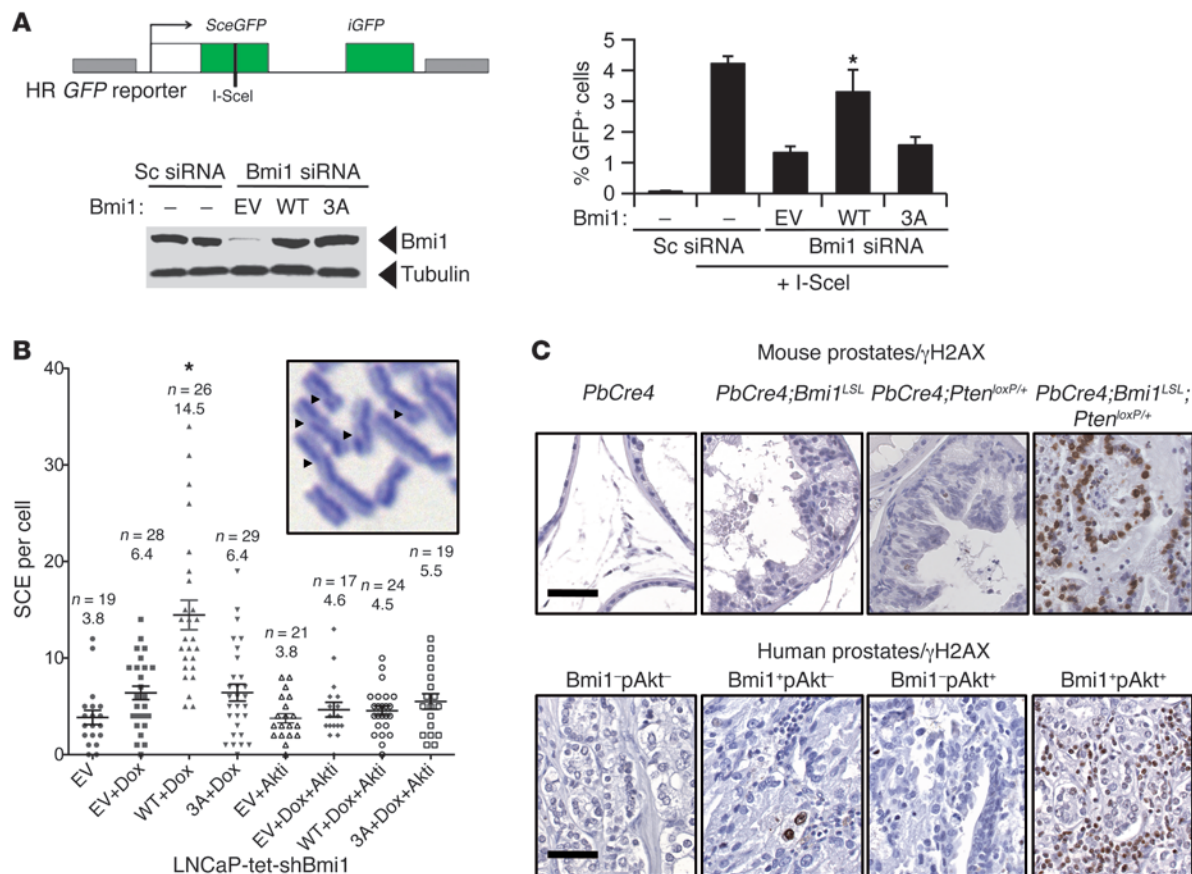 A
SceGFP iGFP
HR GFP reporter
I-SceI
Sc siRNA Bmi1 siRNA
Bmi1: – – EV WT 3A
Bmi1
Tubulin
% GFP⁺ cells
5
4
3
2
1
0
*
Bmi1: – – EV WT 3A
Sc siRNA Bmi1 siRNA
+ I-SceI
B
SCE per cell
40
30
20
10
0
n = 19
3.8
n = 28
6.4
*
n = 26
14.5
n = 29
6.4
n = 21
3.8
n = 17
4.6
n = 24
4.5
n = 19
5.5
EV
EV+Dox
WT+Dox
3A+Dox
EV+Akti
EV+Dox+Akti
WT+Dox+Akti
3A+Dox+Akti
LNCaP-tet-shBmi1
C
Mouse prostates/γH2AX
PbCre4 PbCre4;Bmi1ᴸˢᴸ PbCre4;Ptenˡᵒˣᴾ/⁺ PbCre4;Bmi1ᴸˢᴸ;
Ptenˡᵒˣᴾ/⁺
Human prostates/γH2AX
Bmi1⁻pAkt⁻ Bmi1⁺pAkt⁻ Bmi1⁻pAkt⁺ Bmi1⁺pAkt⁺